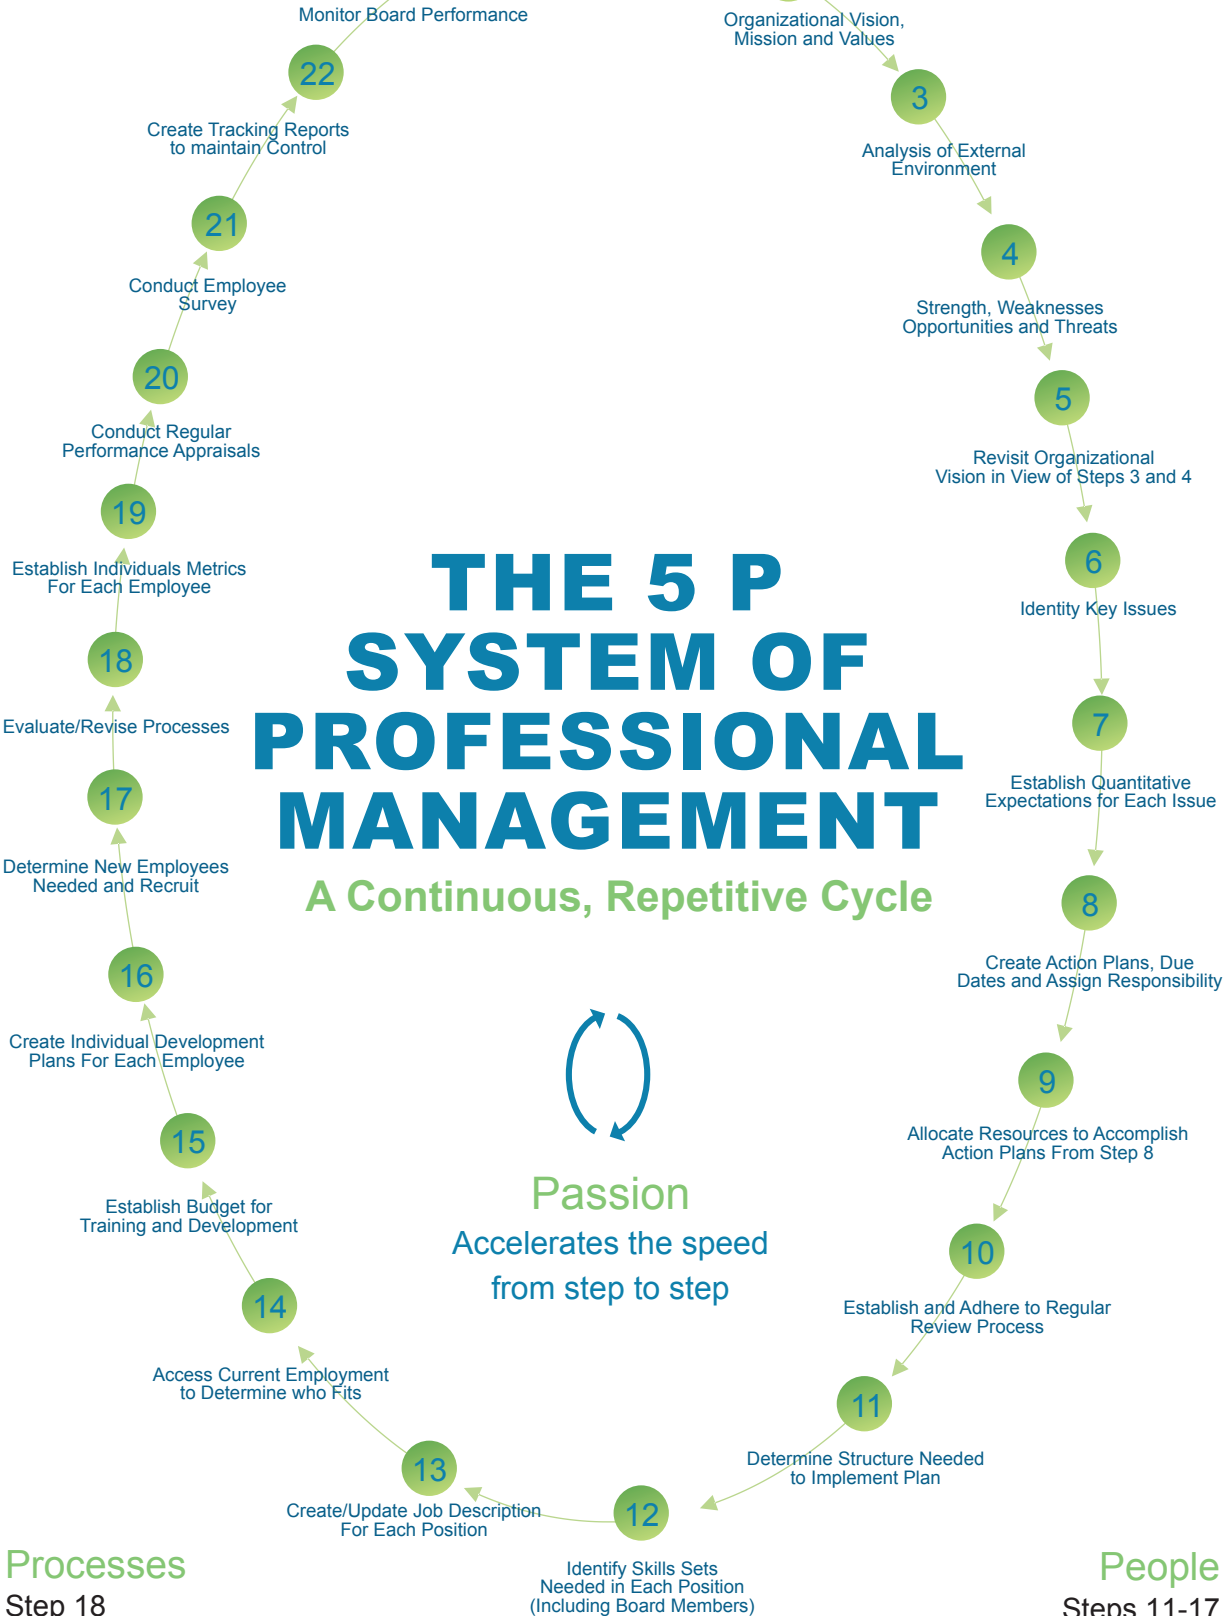 Monitor Board Performance
Organizational Vision,
Mission and Values
22
3
Create Tracking Reports
to maintain Control
Analysis of External
Environment
21
4
Conduct Employee
Survey
Strength, Weaknesses
Opportunities and Threats
20
5
Conduct Regular
Performance Appraisals
Revisit Organizational
Vision in View of Steps 3 and 4
19
6
Establish Individuals Metrics
For Each Employee
Identity Key Issues
THE 5 P
SYSTEM OF
PROFESSIONAL
MANAGEMENT
A Continuous, Repetitive Cycle
18
7
Evaluate/Revise Processes
Establish Quantitative
Expectations for Each Issue
17
8
Determine New Employees
Needed and Recruit
Create Action Plans, Due
Dates and Assign Responsibility
16
9
Create Individual Development
Plans For Each Employee
Allocate Resources to Accomplish
Action Plans From Step 8
15
10
Establish Budget for
Training and Development
Passion
Accelerates the speed
from step to step
Establish and Adhere to Regular
Review Process
14
11
Access Current Employment
to Determine who Fits
Determine Structure Needed
to Implement Plan
13
12
Create/Update Job Description
For Each Position
Identify Skills Sets
Needed in Each Position
(Including Board Members)
Processes
Step 18
People
Steps 11-17